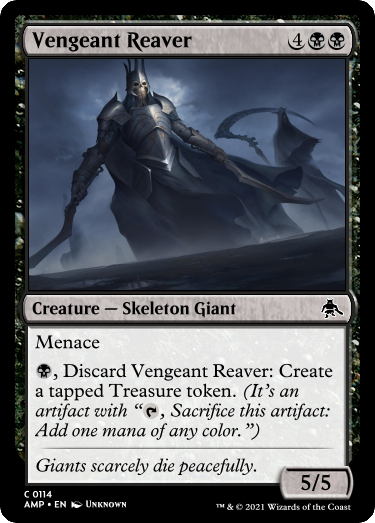 Vengeant Reaver 4
Creature — Skeleton Giant
Menace
, Discard Vengeant Reaver: Create
a tapped Treasure token. (It's an
artifact with “, Sacrifice this artifact:
Add one mana of any color.”)
Giants scarcely die peacefully.
5/5
C 0114
AMP • EN Unknown
™ & © 2021 Wizards of the Coast